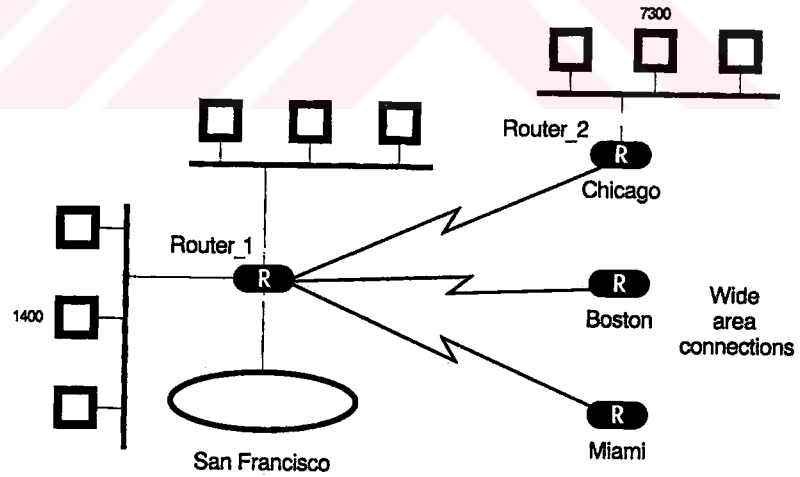 7300
Router_2
R
Chicago
Router_1
R
1400
R
Boston
Wide
area
connections
R
Miami
San Francisco